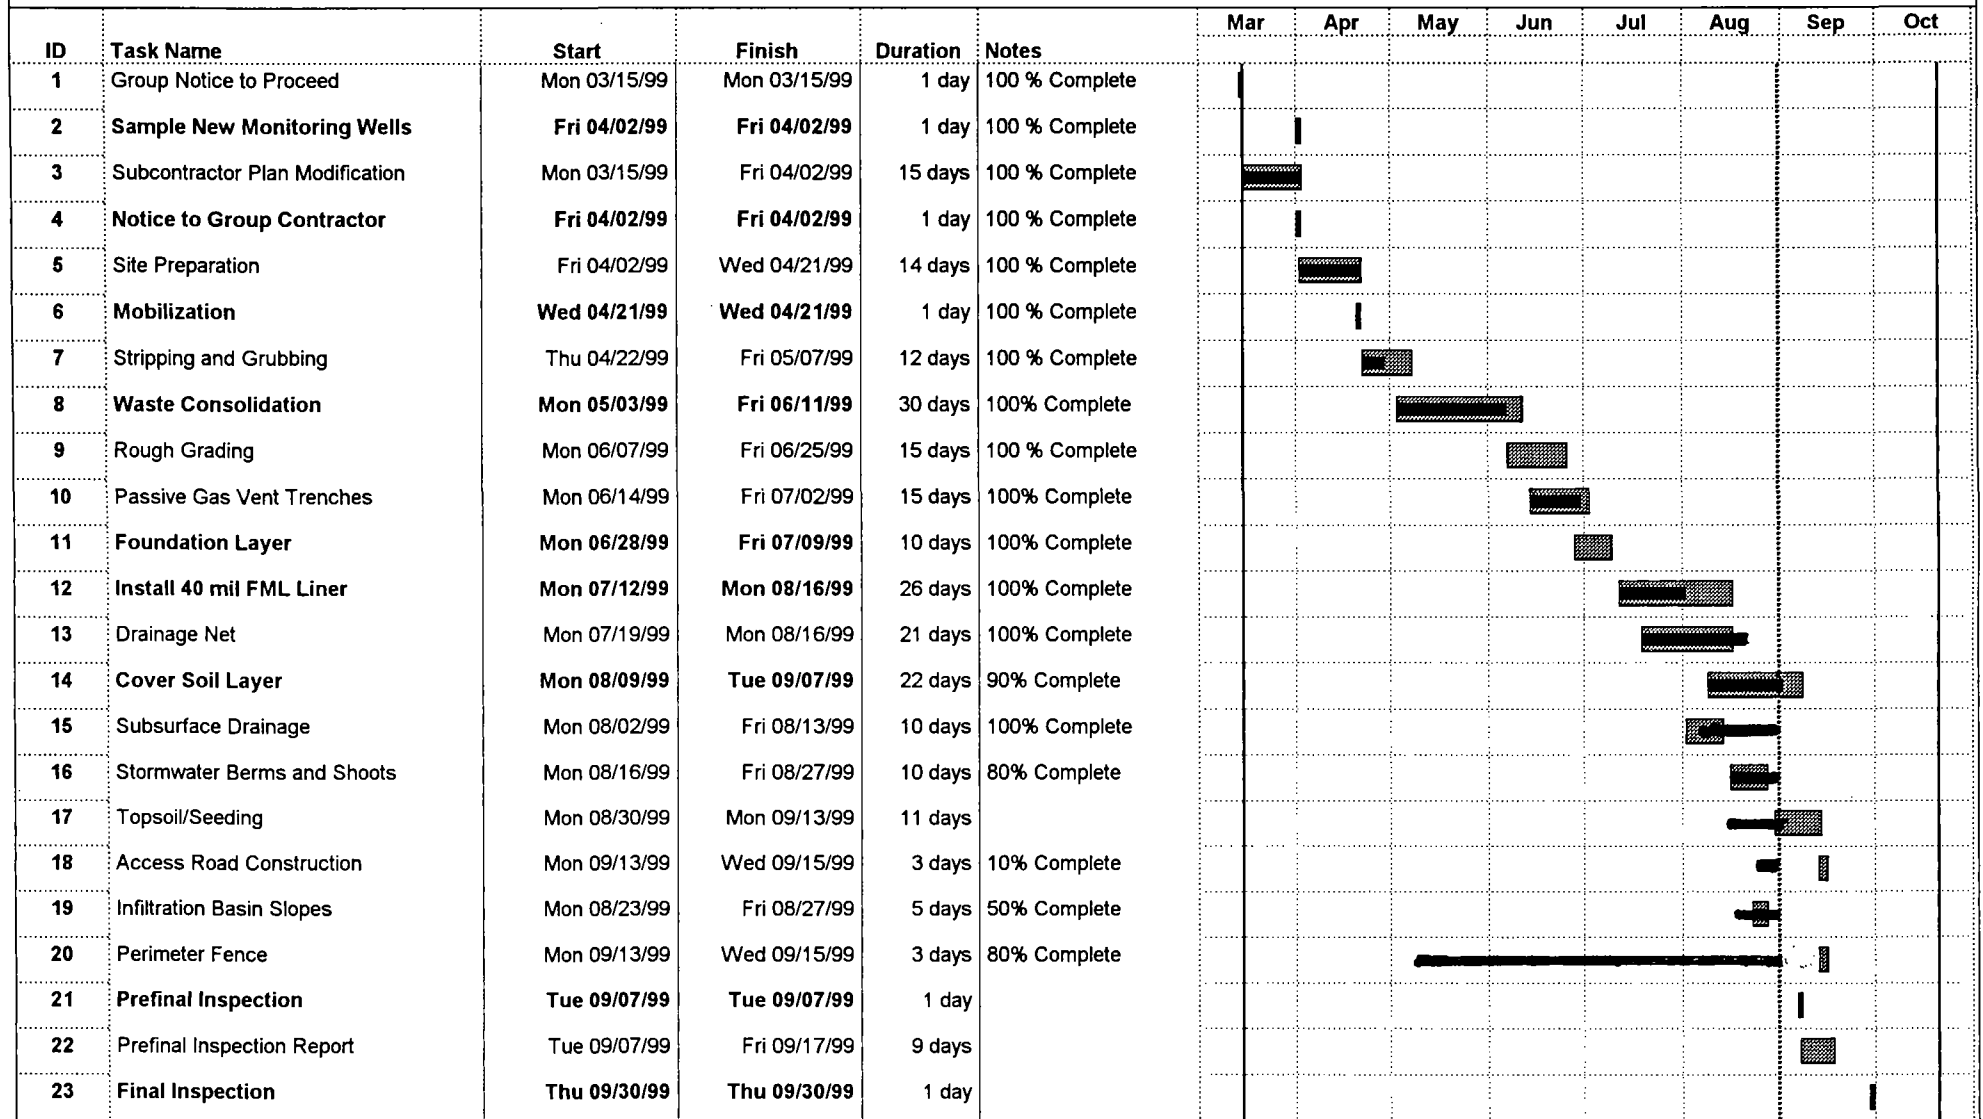 Mar Apr May Jun Jul Aug Sep Oct
ID Task Name Start Finish Duration Notes
1 Group Notice to Proceed Mon 03/15/99 Mon 03/15/99 1 day 100 % Complete
2 Sample New Monitoring Wells Fri 04/02/99 Fri 04/02/99 1 day 100 % Complete
3 Subcontractor Plan Modification Mon 03/15/99 Fri 04/02/99 15 days 100 % Complete
4 Notice to Group Contractor Fri 04/02/99 Fri 04/02/99 1 day 100 % Complete
5 Site Preparation Fri 04/02/99 Wed 04/21/99 14 days 100 % Complete
6 Mobilization Wed 04/21/99 Wed 04/21/99 1 day 100 % Complete
7 Stripping and Grubbing Thu 04/22/99 Fri 05/07/99 12 days 100 % Complete
8 Waste Consolidation Mon 05/03/99 Fri 06/11/99 30 days 100% Complete
9 Rough Grading Mon 06/07/99 Fri 06/25/99 15 days 100 % Complete
10 Passive Gas Vent Trenches Mon 06/14/99 Fri 07/02/99 15 days 100% Complete
11 Foundation Layer Mon 06/28/99 Fri 07/09/99 10 days 100% Complete
12 Install 40 mil FML Liner Mon 07/12/99 Mon 08/16/99 26 days 100% Complete
13 Drainage Net Mon 07/19/99 Mon 08/16/99 21 days 100% Complete
14 Cover Soil Layer Mon 08/09/99 Tue 09/07/99 22 days 90% Complete
15 Subsurface Drainage Mon 08/02/99 Fri 08/13/99 10 days 100% Complete
16 Stormwater Berms and Shoots Mon 08/16/99 Fri 08/27/99 10 days 80% Complete
17 Topsoil/Seeding Mon 08/30/99 Mon 09/13/99 11 days
18 Access Road Construction Mon 09/13/99 Wed 09/15/99 3 days 10% Complete
19 Infiltration Basin Slopes Mon 08/23/99 Fri 08/27/99 5 days 50% Complete
20 Perimeter Fence Mon 09/13/99 Wed 09/15/99 3 days 80% Complete
21 Prefinal Inspection Tue 09/07/99 Tue 09/07/99 1 day
22 Prefinal Inspection Report Tue 09/07/99 Fri 09/17/99 9 days
23 Final Inspection Thu 09/30/99 Thu 09/30/99 1 day